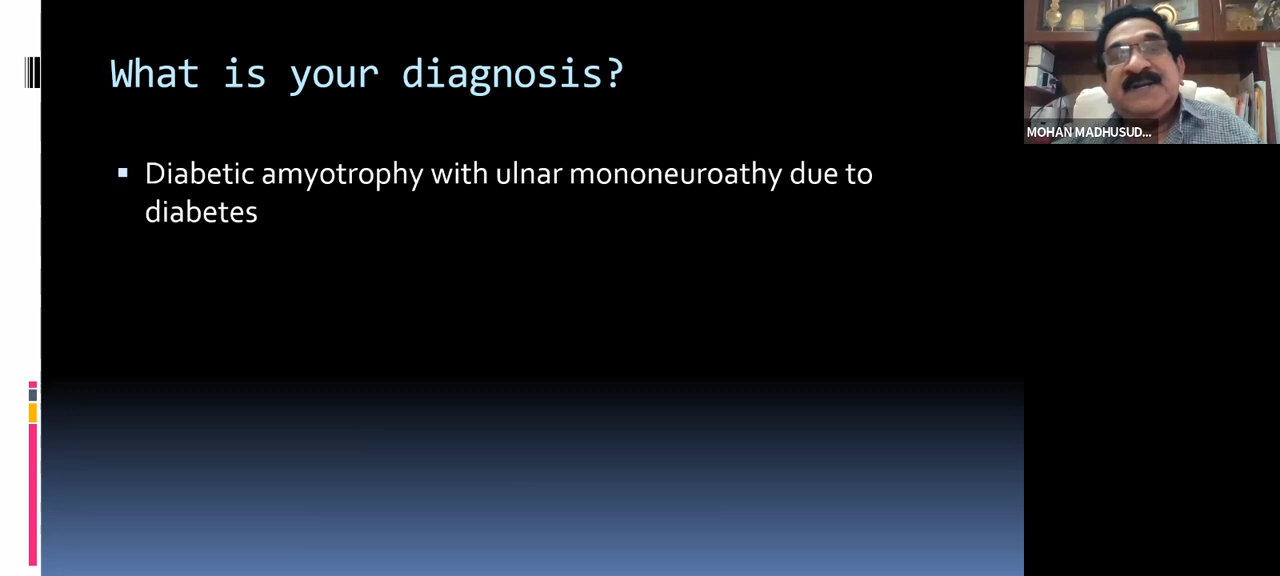 What is your diagnosis?
Diabetic amyotrophy with ulnar mononeuroathy due to
diabetes
MOHAN MADHUSUD...